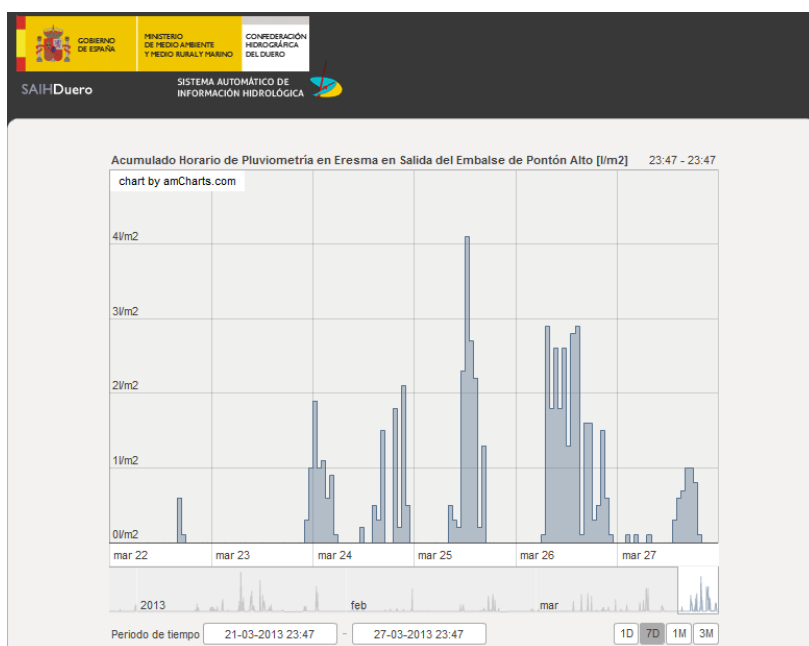 GOBIERNO
DE ESPAÑA
MINISTERIO
DE MEDIO AMBIENTE
Y MEDIO RURAL Y MARINO
CONFEDERACIÓN
HIDROGRÁFICA
DEL DUERO
SAIHDuero
SISTEMA AUTOMÁTICO DE
INFORMACIÓN HIDROLÓGICA
Acumulado Horario de Pluviometría en Eresma en Salida del Embalse de Pontón Alto [l/m2] 23:47 - 23:47
chart by amCharts.com
4l/m2
3l/m2
2l/m2
1l/m2
0l/m2
mar 22 mar 23 mar 24 mar 25 mar 26 mar 27
2013 feb mar
Periodo de tiempo 21-03-2013 23:47 - 27-03-2013 23:47 1D 7D 1M 3M